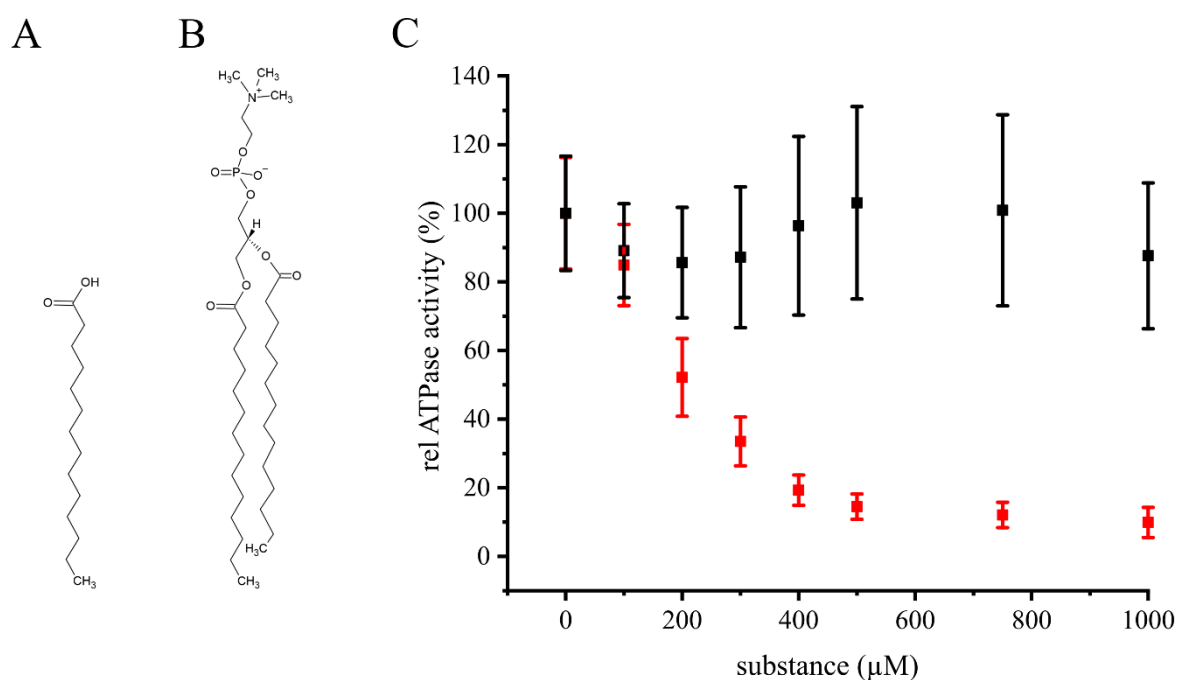 A
B
C
OH
O
CH₃
H₃C
CH₃
N⁺
CH₃
O
O=P-O⁻
O
H
O
O
O
O
H₃C
CH₃
140
120
100
80
60
40
20
0
rel ATPase activity (%)
0 200 400 600 800 1000
substance (µM)